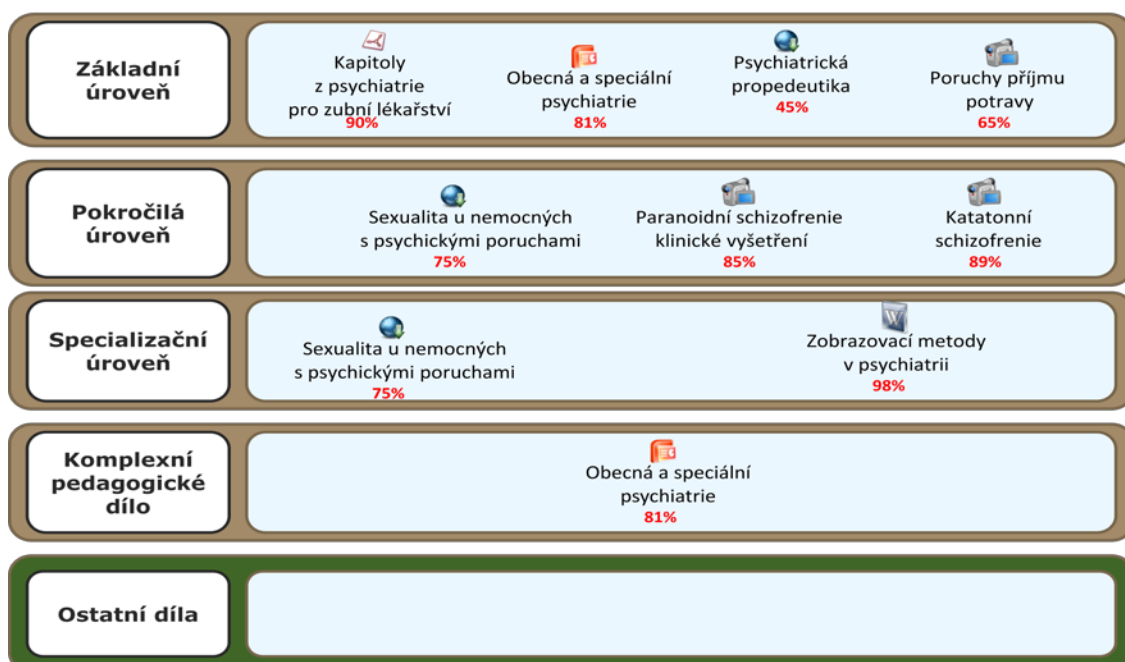 Základní
úroveň
Kapitoly
z psychiatrie
pro zubní lékařství
90%
Obecná a speciální
psychiatrie
81%
Psychiatrická
propedeutika
45%
Poruchy příjmu
potravy
65%
Pokročilá
úroveň
Sexualita u nemocných
s psychickými poruchami
75%
Paranoidní schizofrenie
klinické vyšetření
85%
Katatonní
schizofrenie
89%
Specializační
úroveň
Sexualita u nemocných
s psychickými poruchami
75%
W
Zobrazovací metody
v psychiatrii
98%
Komplexní
pedagogické
dílo
Obecná a speciální
psychiatrie
81%
Ostatní díla